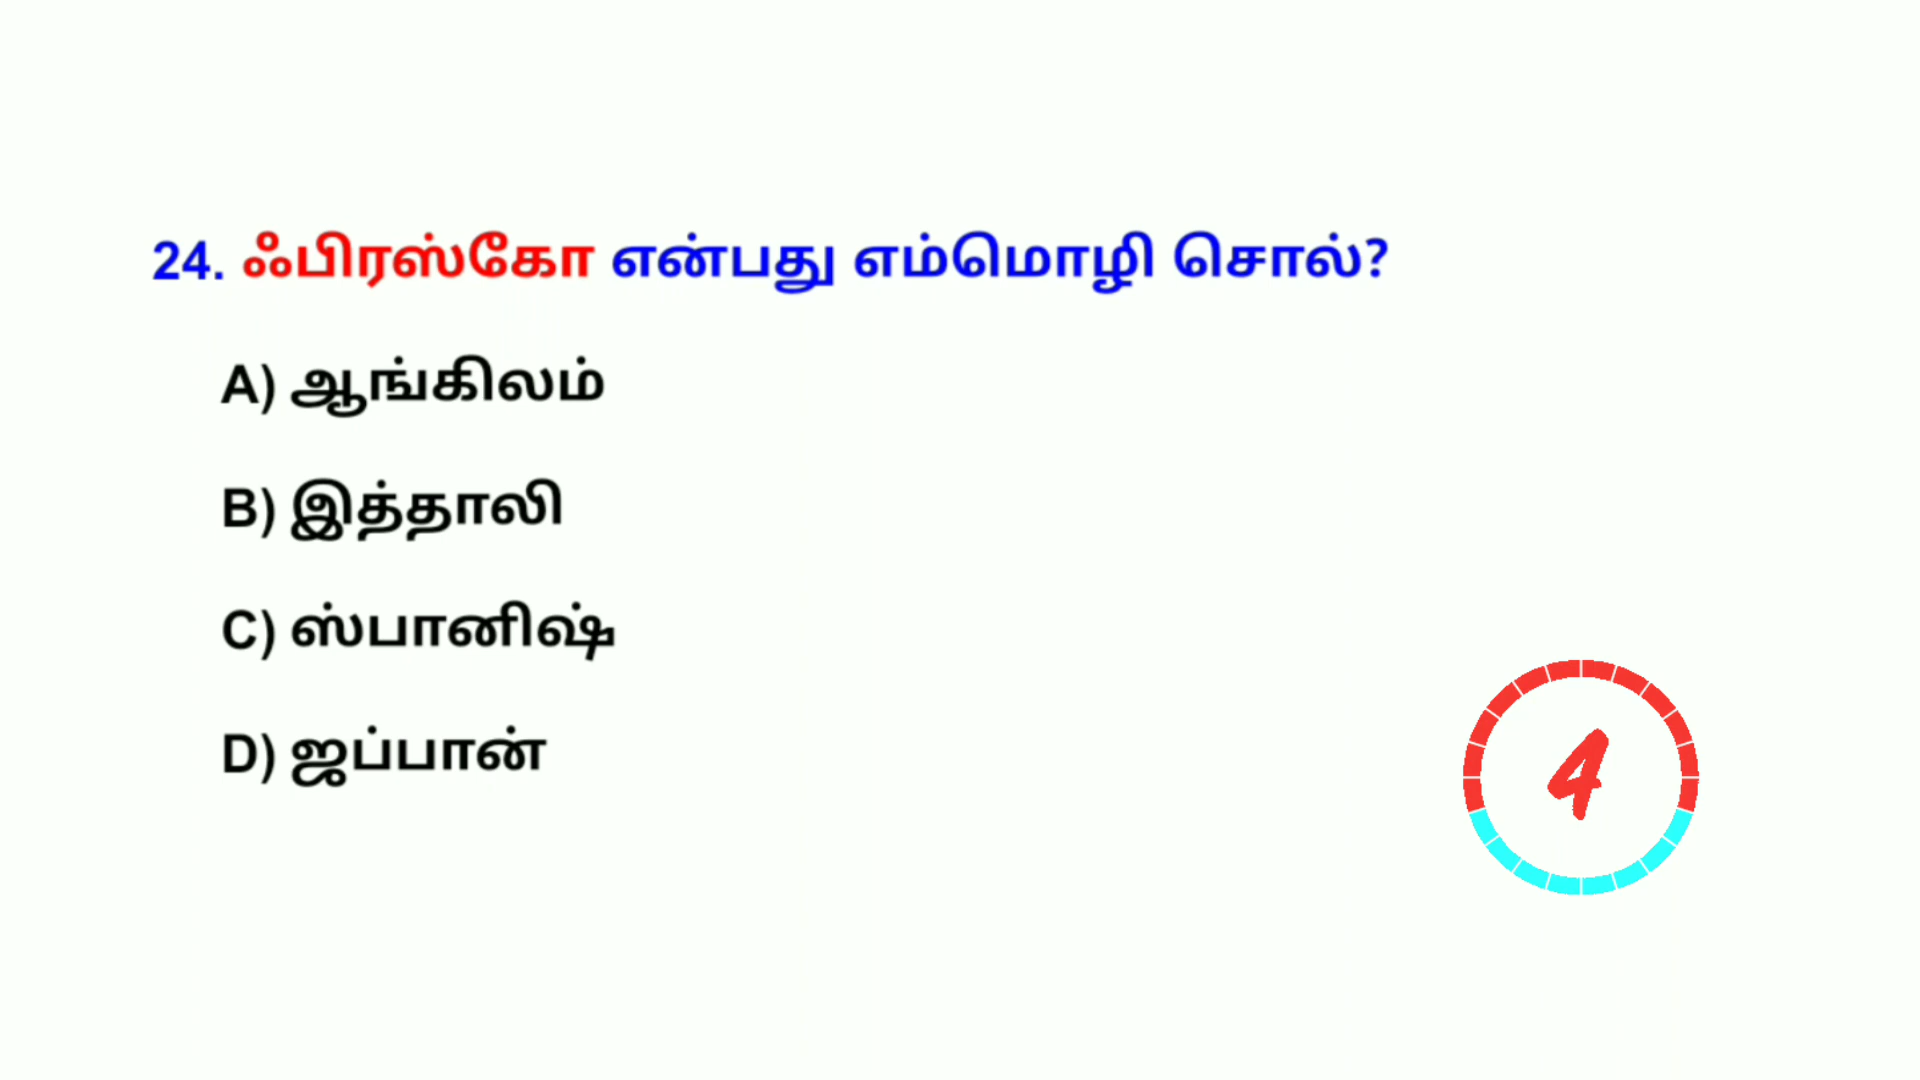 24. ஃபிரஸ்கோ என்பது எம்மொழி சொல்?
A) ஆங்கிலம்
B) இத்தாலி
C) ஸ்பானிஷ்
D) ஜப்பான்
4